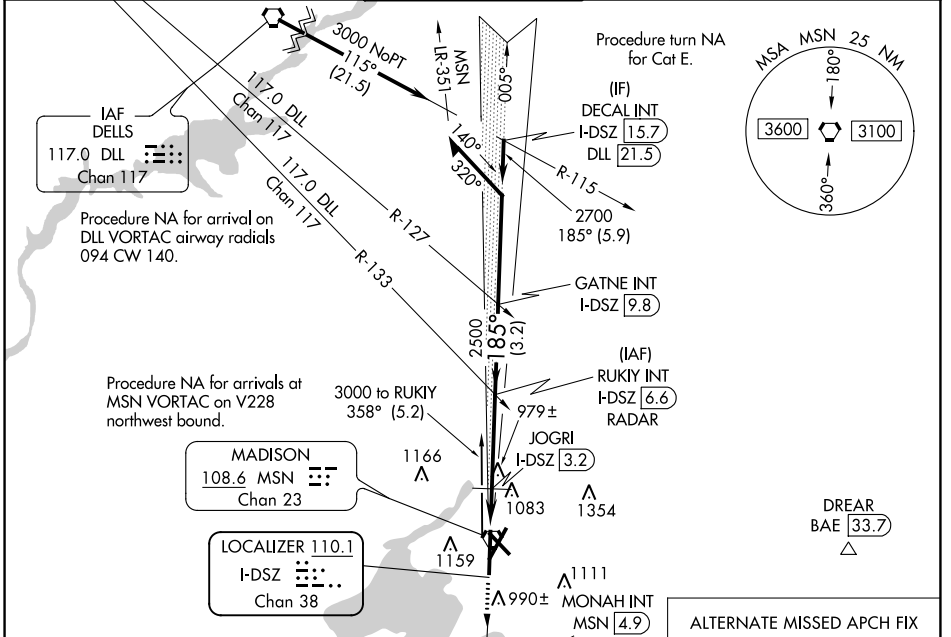 3000 NoPT
115°
(21.5)
MSN
LR-351
005°
Procedure turn NA
for Cat E.
MSA MSN 25 NM
180°
3600
3100
360°
(IF)
DECAL INT
I-DSZ 15.7
DLL 21.5
IAF
DELLS
117.0 DLL
Chan 117
117.0 DLL
Chan 117
117.0 DLL
Chan 117
140°
320°
R-115
2700
185° (5.9)
Procedure NA for arrival on
DLL VORTAC airway radials
094 CW 140.
R-127
R-133
GATNE INT
I-DSZ 9.8
2500
185°
(3.2)
(IAF)
RUKIY INT
I-DSZ 6.6
RADAR
Procedure NA for arrivals at
MSN VORTAC on V228
northwest bound.
3000 to RUKIY
358° (5.2)
979±
JOGRI
I-DSZ 3.2
1166
1083
1354
MADISON
108.6 MSN
Chan 23
DREAR
BAE 33.7
LOCALIZER 110.1
I-DSZ
Chan 38
1159
1111
990±
MONAH INT
MSN 4.9
ALTERNATE MISSED APCH FIX